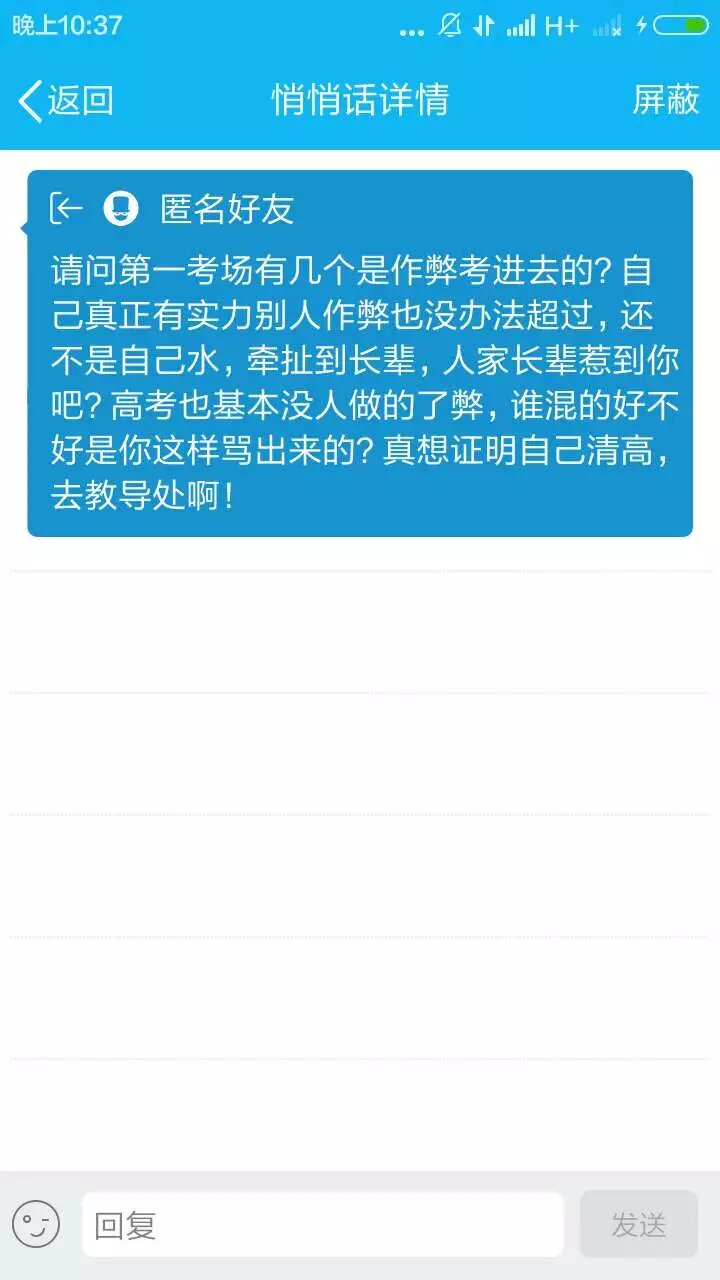 晚上10:37
H+
返回
悄悄话详情
屏蔽
匿名好友
请问第一考场有几个是作弊考进去的?自
己真正有实力别人作弊也没办法超过,还
不是自己水,牵扯到长辈,人家长辈惹到你
吧?高考也基本没人做的了弊,谁混的好不
好是你这样骂出来的?真想证明自己清高,
去教导处啊!
回复
发送